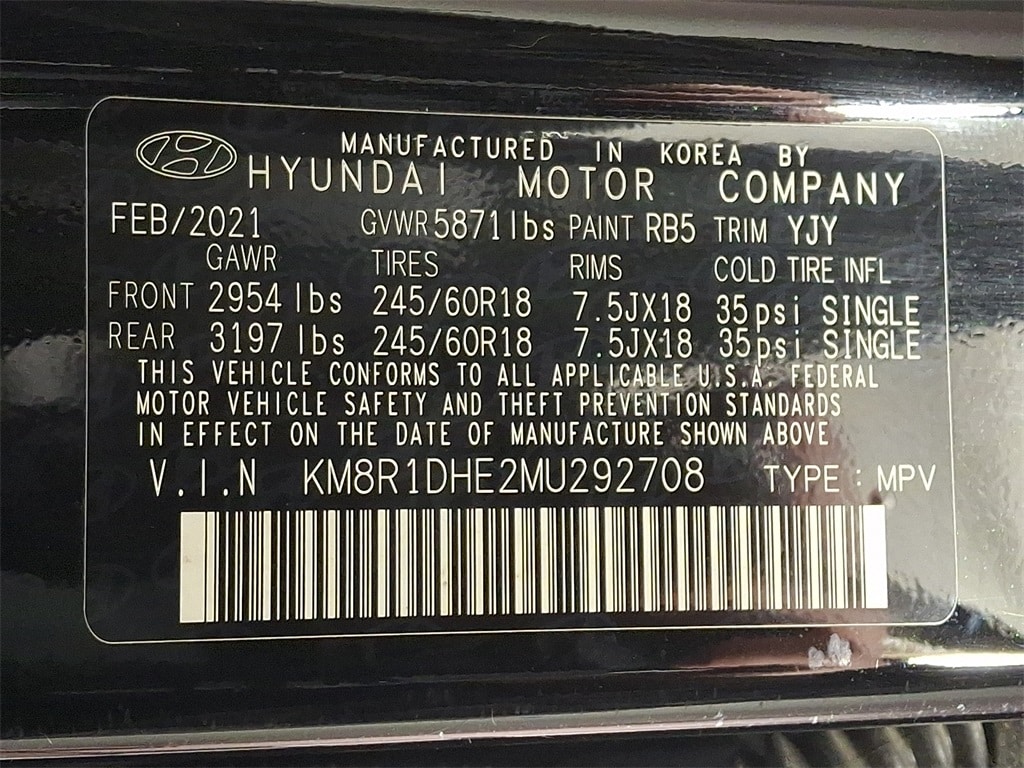 MANUFACTURED IN KOREA BY
HYUNDAI MOTOR COMPANY
FEB/2021 GVWR 5871 lbs PAINT RB5 TRIM YJY
GAWR TIRES RIMS COLD TIRE INFL
FRONT 2954 lbs 245/60R18 7.5JX18 35psi SINGLE
REAR 3197 lbs 245/60R18 7.5JX18 35psi SINGLE
THIS VEHICLE CONFORMS TO ALL APPLICABLE U.S.A. FEDERAL
MOTOR VEHICLE SAFETY AND THEFT PREVENTION STANDARDS
IN EFFECT ON THE DATE OF MANUFACTURE SHOWN ABOVE
V.I.N KM8R1DHE2MU292708 TYPE : MPV